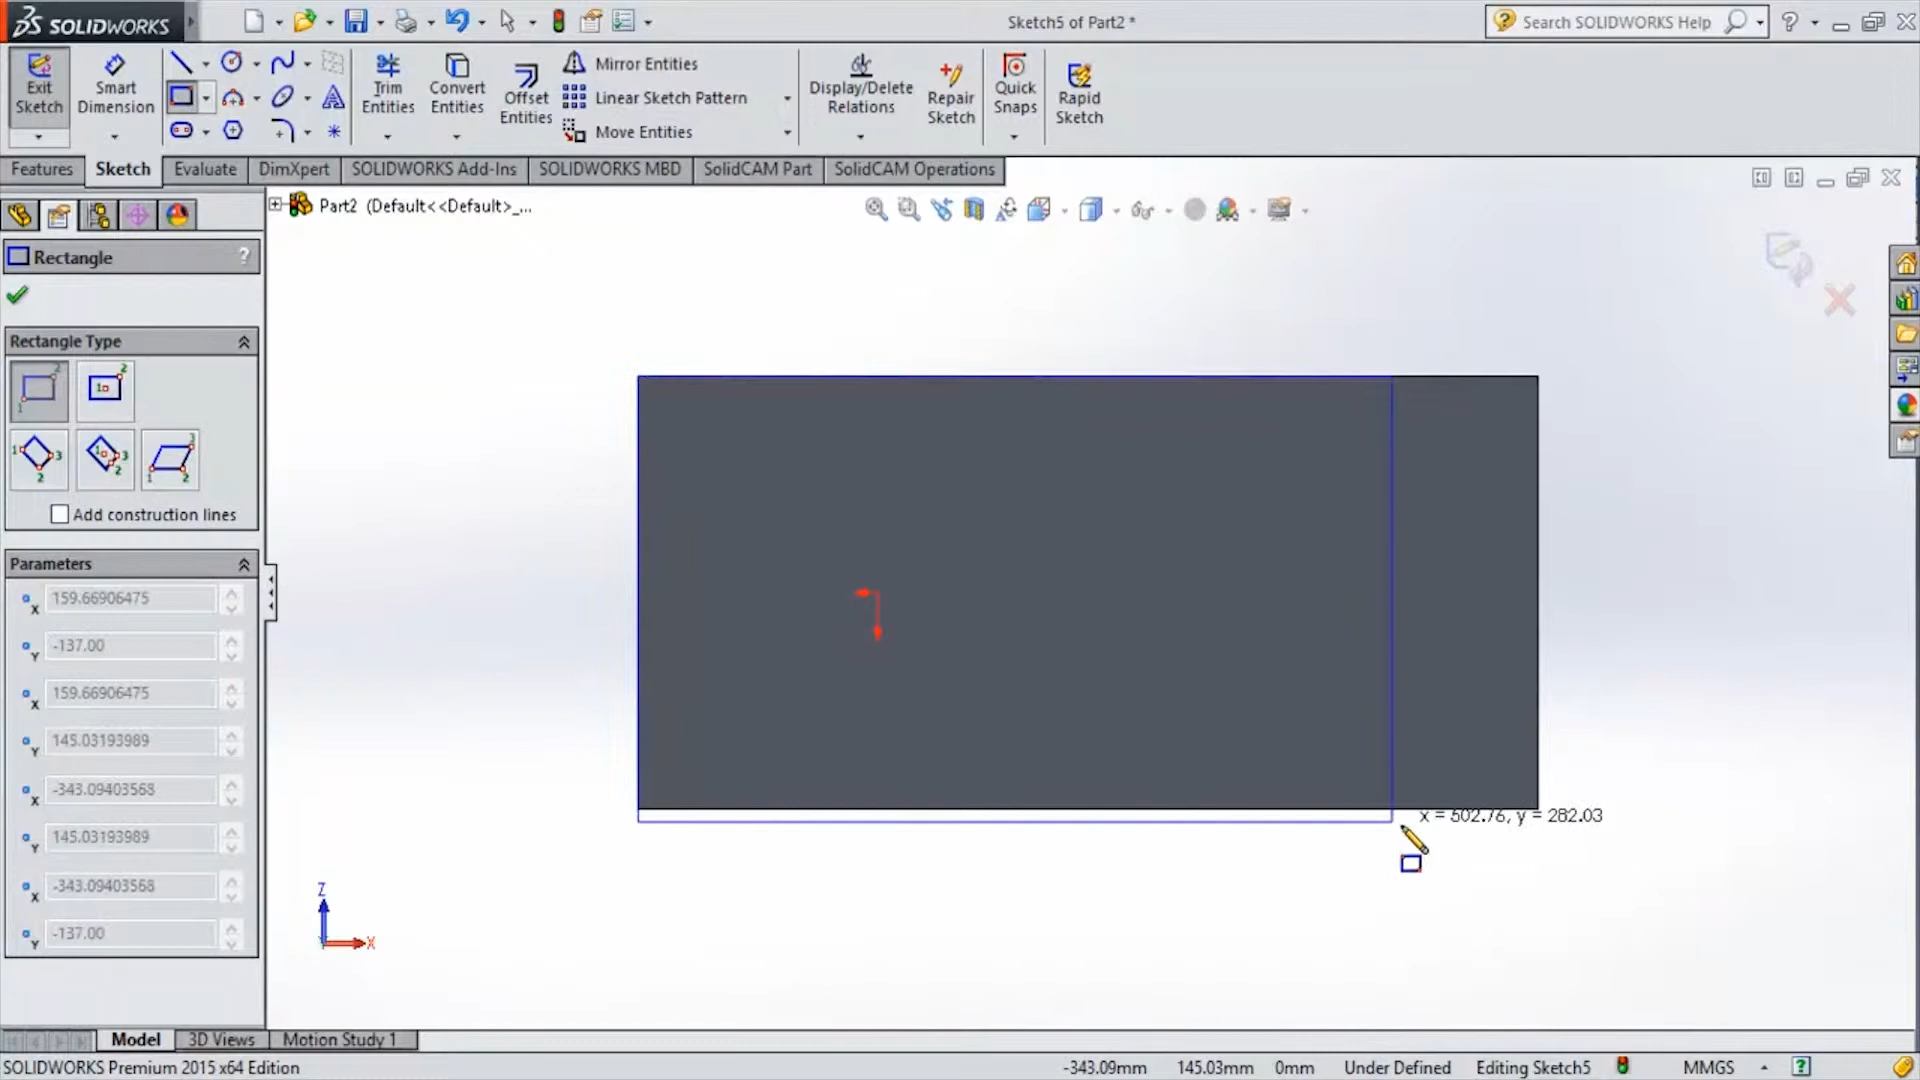 SOLIDWORKS
Sketch5 of Part2 *
Search SOLIDWORKS Help
?
Exit Sketch
Smart Dimension
Trim Entities
Convert Entities
Offset Entities
Mirror Entities
Linear Sketch Pattern
Move Entities
Display/Delete Relations
Repair Sketch
Quick Snaps
Rapid Sketch
Features
Sketch
Evaluate
DimXpert
SOLIDWORKS Add-Ins
SOLIDWORKS MBD
SolidCAM Part
SolidCAM Operations
Part2 (Default<<Default>_...
Rectangle
?
Rectangle Type
Add construction lines
Parameters
X 159.66906475
Y -137.00
X 159.66906475
Y 145.03193989
X -343.09403568
Y 145.03193989
X -343.09403568
Y -137.00
x = 502.76, y = 282.03
Z
Y
X
Model
3D Views
Motion Study 1
SOLIDWORKS Premium 2015 x64 Edition
-343.09mm
145.03mm
0mm
Under Defined
Editing Sketch5
MMGS
?